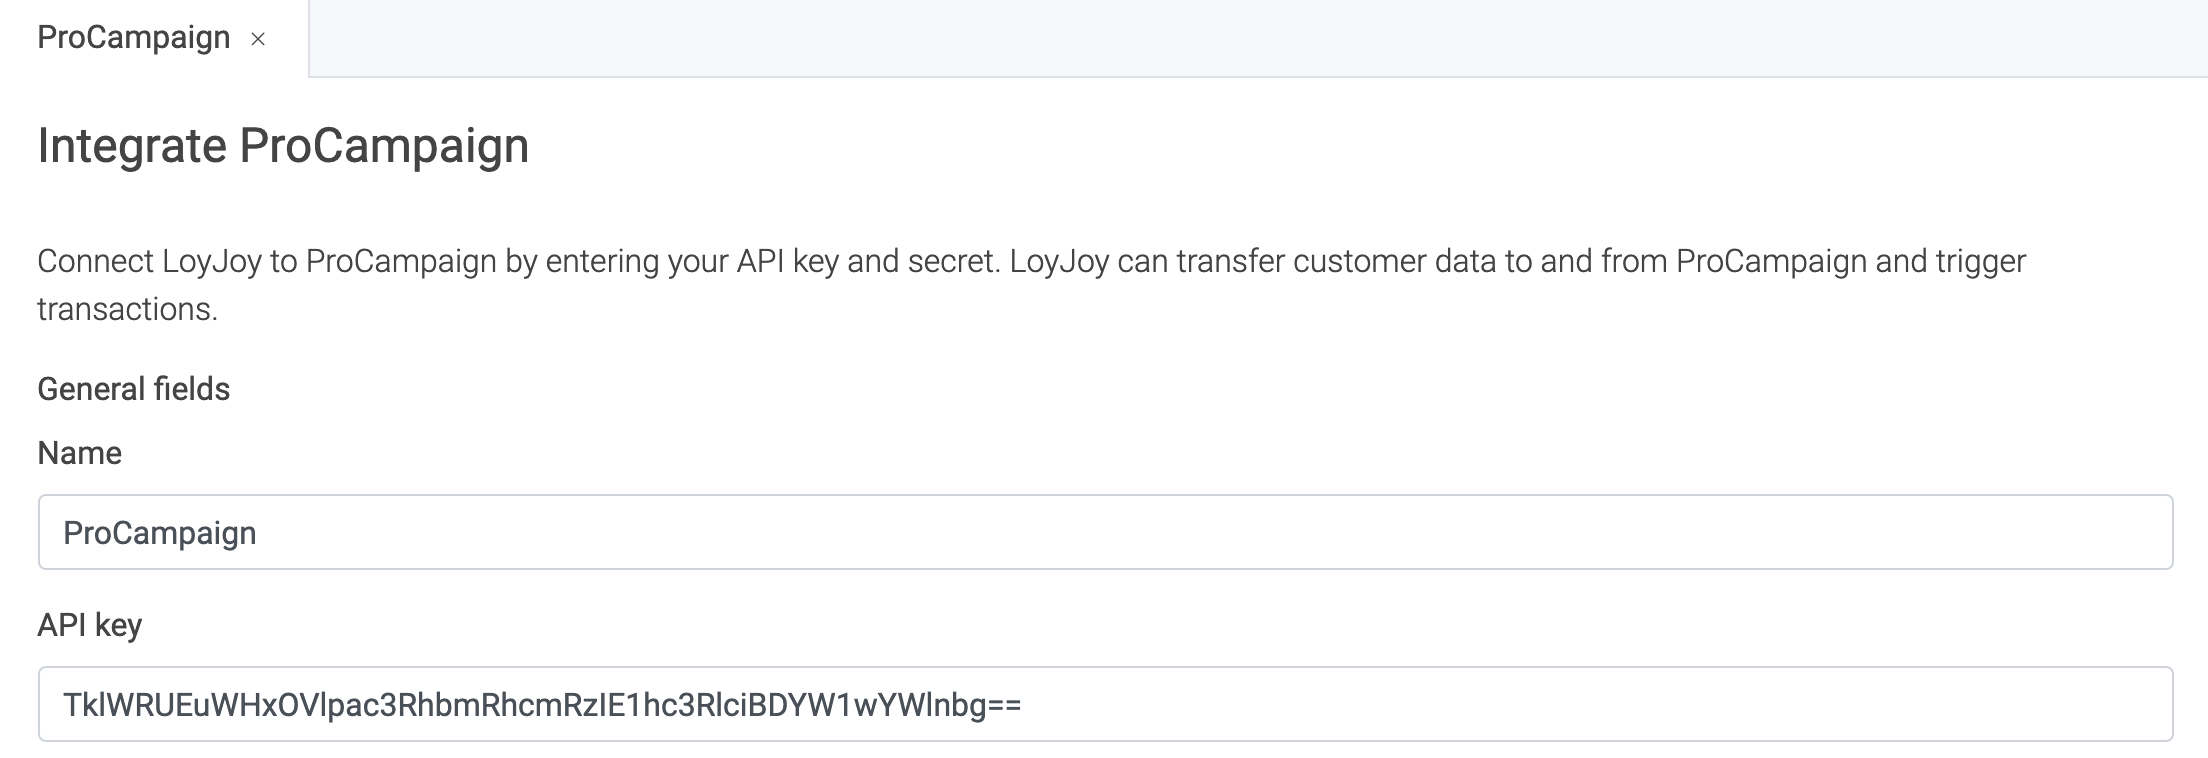 ProCampaign ×
Integrate ProCampaign
Connect LoyJoy to ProCampaign by entering your API key and secret. LoyJoy can transfer customer data to and from ProCampaign and trigger
transactions.
General fields
Name
ProCampaign
API key
TklWRUEuWHxOVlpac3RhbmRhcmRzIE1hc3RlciBDYW1wYWlnbg==